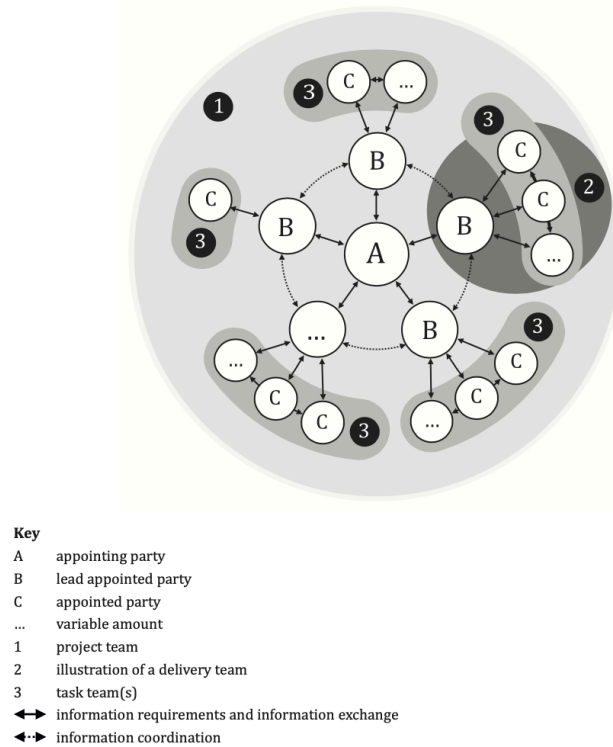 3
C
...
1
3
B
C
2
C
C
3
B
B
A
...
...
B
3
...
C
C
C
C
3
...
C
3
Key
A appointing party
B lead appointed party
C appointed party
... variable amount
1 project team
2 illustration of a delivery team
3 task team(s)
information requirements and information exchange
information coordination